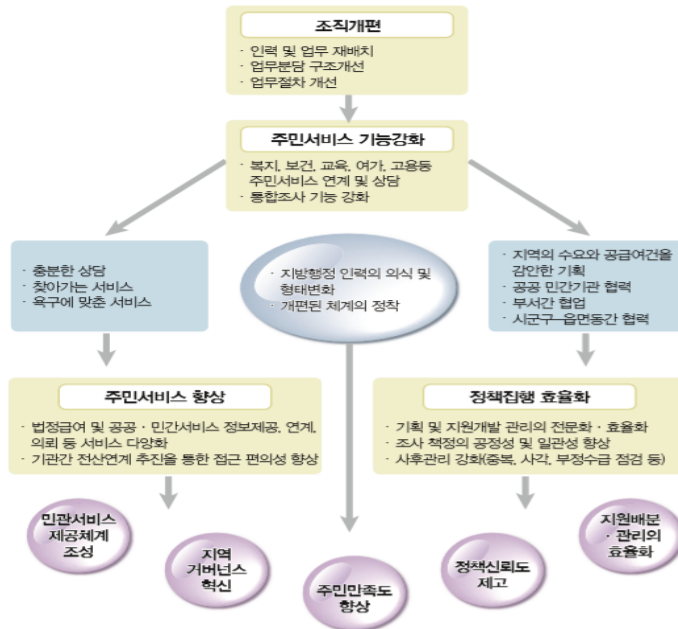 조직개편
· 인력 및 업무 재배치
· 업무분담 구조개선
· 업무절차 개선
주민서비스 기능강화
· 복지, 보건, 교육, 여가, 고용등
주민서비스 연계 및 상담
· 통합조사 기능 강화
· 충분한 상담
· 찾아가는 서비스
· 욕구에 맞춘 서비스
· 지방행정 인력의 의식 및
형태변화
· 개편된 체계의 정착
· 지역의 수요와 공급여건을
감안한 기획
· 공공 민간기관 협력
· 부서간 협업
· 시군구—읍면동간 협력
주민서비스 향상
· 법정급여 및 공공 · 민간서비스 정보제공, 연계,
의뢰 등 서비스 다양화
· 기관간 전산연계 추진을 통한 접근 편의성 향상
정책집행 효율화
· 기획 및 지원개발 관리의 전문화 · 효율화
· 조사 책정의 공정성 및 일관성 향상
· 사후관리 강화(중복, 사각, 부정수급 점검 등)
민관서비스
제공체계
조성
지역
거버넌스
혁신
주민만족도
향상
정책신뢰도
제고
지원배분
· 관리의
효율화